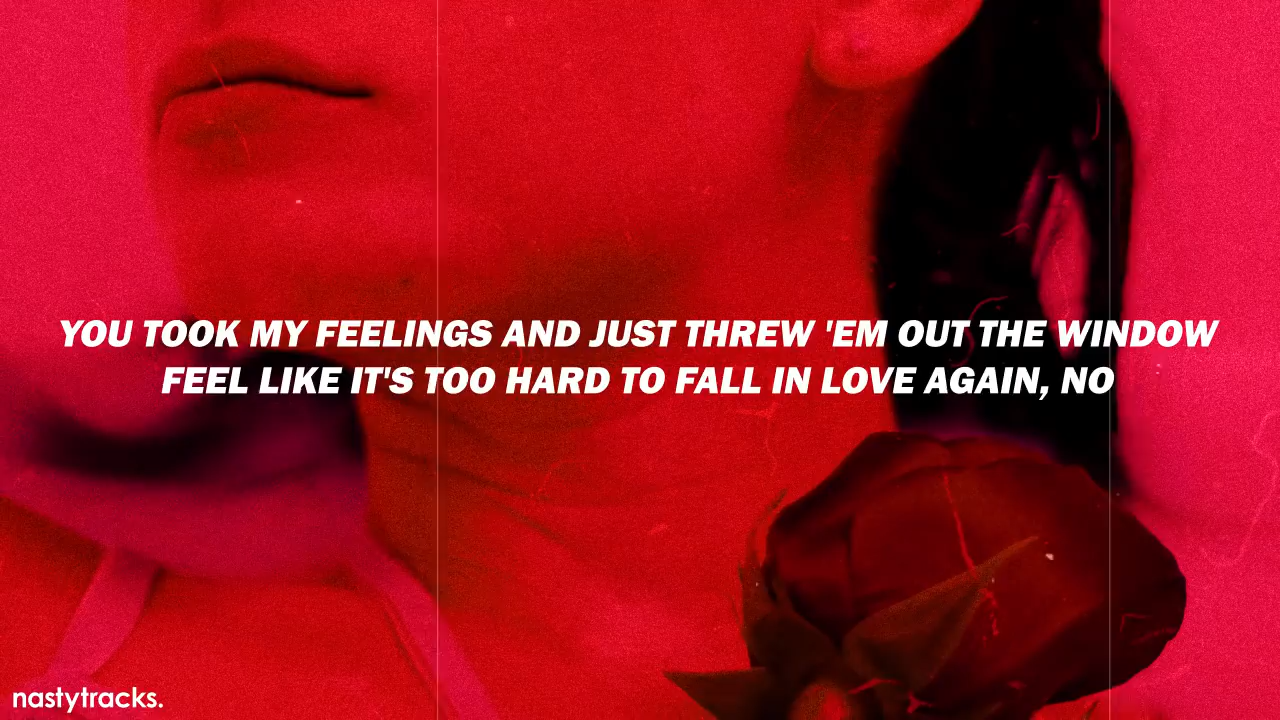 YOU TOOK MY FEELINGS AND JUST THREW 'EM OUT THE WINDOW
FEEL LIKE IT'S TOO HARD TO FALL IN LOVE AGAIN, NO
nastytracks.